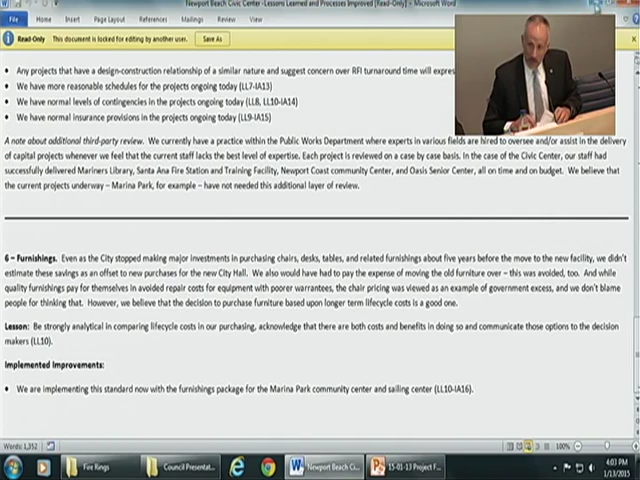 Newport Beach Civic Center -Lessons Learned and Processes Improved [Read-Only] - Microsoft Word
File Home Insert Page Layout References Mailings Review View
Read-Only This document is locked for editing by another user. Save As
• Any projects that have a design-construction relationship of a similar nature and suggest concern over RFI turnaround time will expres
• We have more reasonable schedules for the projects ongoing today (LL7-IA13)
• We have normal levels of contingencies in the projects ongoing today (LL8, LL10-IA14)
• We have normal insurance provisions in the projects ongoing today (LL9-IA15)
A note about additional third-party review. We currently have a practice within the Public Works Department where experts in various fields are hired to oversee and/or assist in the delivery
of capital projects whenever we feel that the current staff lacks the best level of expertise. Each project is reviewed on a case by case basis. In the case of the Civic Center, our staff had
successfully delivered Mariners Library, Santa Ana Fire Station and Training Facility, Newport Coast community Center, and Oasis Senior Center, all on time and on budget. We believe that
the current projects underway – Marina Park, for example – have not needed this additional layer of review.
6 – Furnishings. Even as the City stopped making major investments in purchasing chairs, desks, tables, and related furnishings about five years before the move to the new facility, we didn't
estimate these savings as an offset to new purchases for the new City Hall. We also would have had to pay the expense of moving the old furniture over – this was avoided, too. And while
quality furnishings pay for themselves in avoided repair costs for equipment with poorer warrantees, the chair pricing was viewed as an example of government excess, and we don't blame
people for thinking that. However, we believe that the decision to purchase furniture based upon longer term lifecycle costs is a good one.
Lesson: Be strongly analytical in comparing lifecycle costs in our purchasing, acknowledge that there are both costs and benefits in doing so and communicate those options to the decision
makers (LL10).
Implemented Improvements:
• We are implementing this standard now with the furnishings package for the Marina Park community center and sailing center (LL10-IA16).
Words: 1,352 100%
Fire Rings Council Presentat... Newport Beach Ci... 15-01-13 Project F... 4:03 PM
1/13/2015